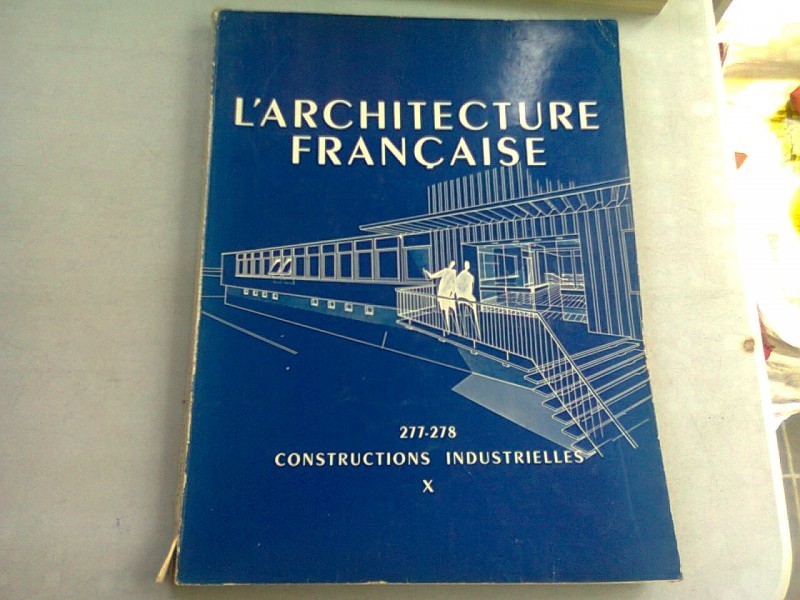 L'ARCHITECTURE
FRANÇAISE
277-278
CONSTRUCTIONS INDUSTRIELLES
X